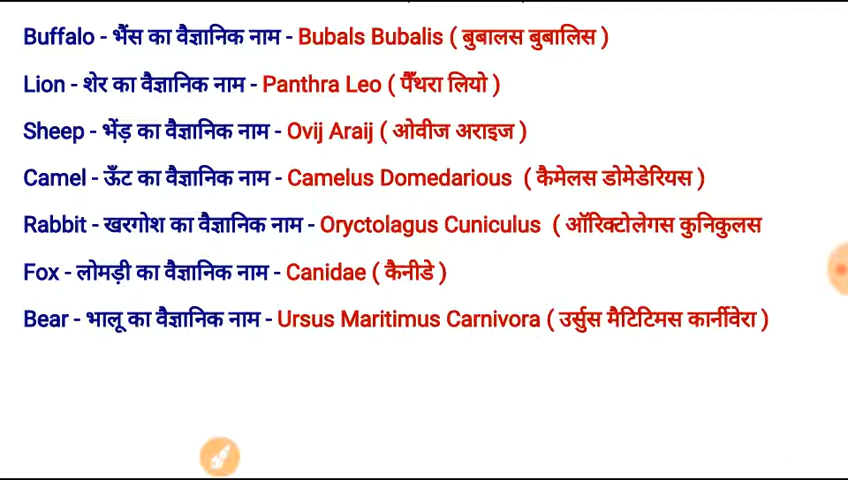 Buffalo - भैंस का वैज्ञानिक नाम - Bubals Bubalis ( बुबालस बुबालिस )
Lion - शेर का वैज्ञानिक नाम - Panthra Leo ( पैंथरा लियो )
Sheep - भेंड़ का वैज्ञानिक नाम - Ovij Araij ( ओवीज अराइज )
Camel - ऊँट का वैज्ञानिक नाम - Camelus Domedarious ( कैमेलस डोमेडेरियस )
Rabbit - खरगोश का वैज्ञानिक नाम - Oryctolagus Cuniculus ( ऑरिक्टोलेगस कुनिकुलस
Fox - लोमड़ी का वैज्ञानिक नाम - Canidae ( कैनीडे )
Bear - भालू का वैज्ञानिक नाम - Ursus Maritimus Carnivora ( उर्सुस मैटिटिमस कार्नीवेरा )